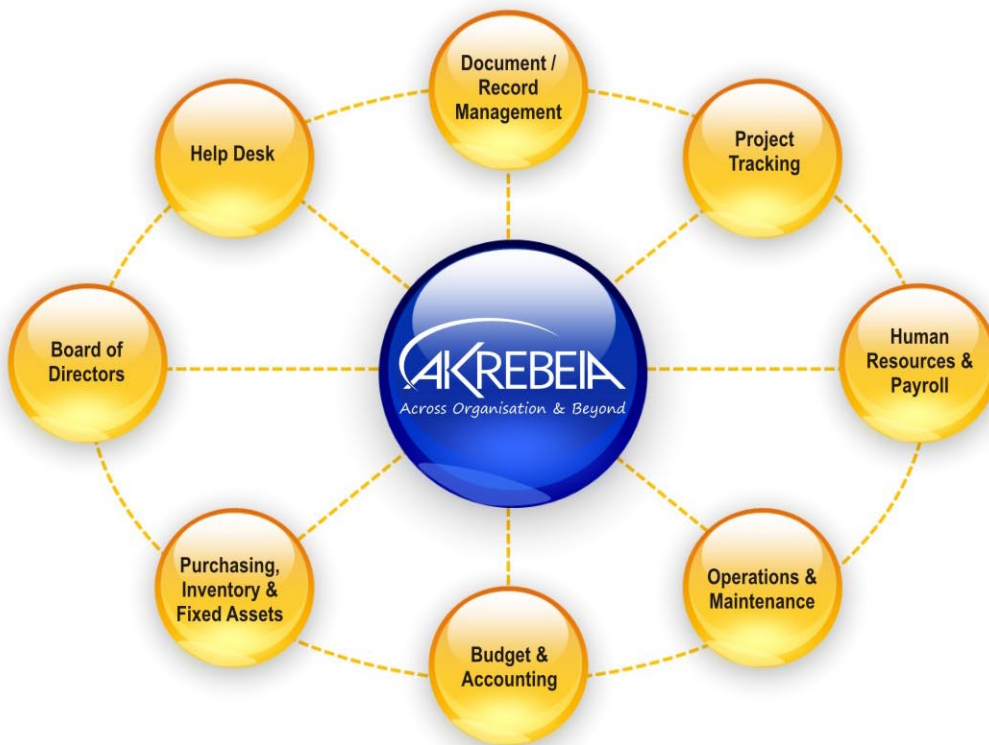 Document /
Record
Management
Project
Tracking
Human
Resources &
Payroll
Operations &
Maintenance
Budget &
Accounting
Purchasing,
Inventory &
Fixed Assets
Board of
Directors
Help Desk
AKREBEIA
Across Organisation & Beyond